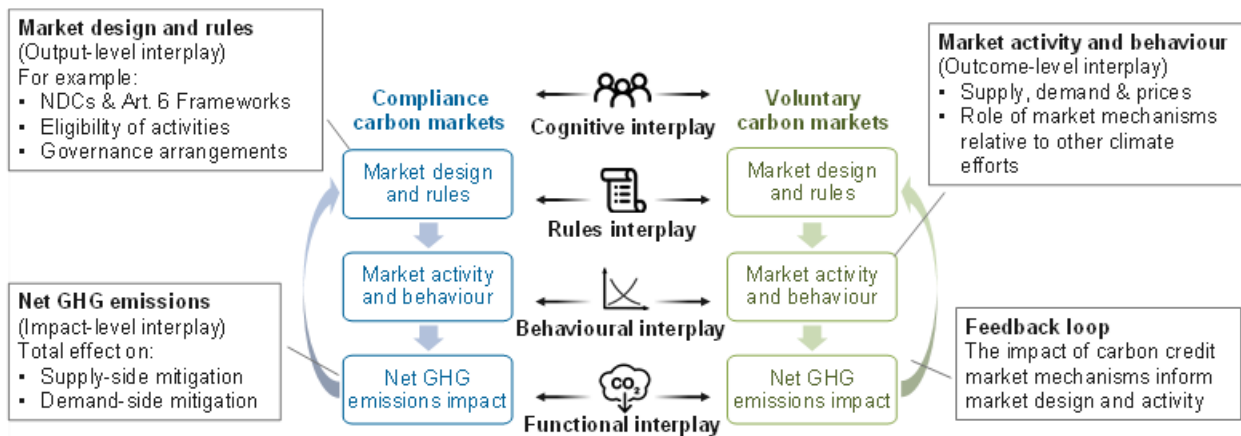 Market design and rules
(Output-level interplay)
For example:
▪ NDCs & Art. 6 Frameworks
▪ Eligibility of activities
▪ Governance arrangements
Net GHG emissions
(Impact-level interplay)
Total effect on:
▪ Supply-side mitigation
▪ Demand-side mitigation
Compliance
carbon markets
Market design
and rules
Market activity
and behaviour
Net GHG
emissions impact
Cognitive interplay
Rules interplay
Behavioural interplay
CO₂
Functional interplay
Voluntary
carbon markets
Market design
and rules
Market activity
and behaviour
Net GHG
emissions impact
Market activity and behaviour
(Outcome-level interplay)
▪ Supply, demand & prices
▪ Role of market mechanisms
relative to other climate
efforts
Feedback loop
The impact of carbon credit
market mechanisms inform
market design and activity